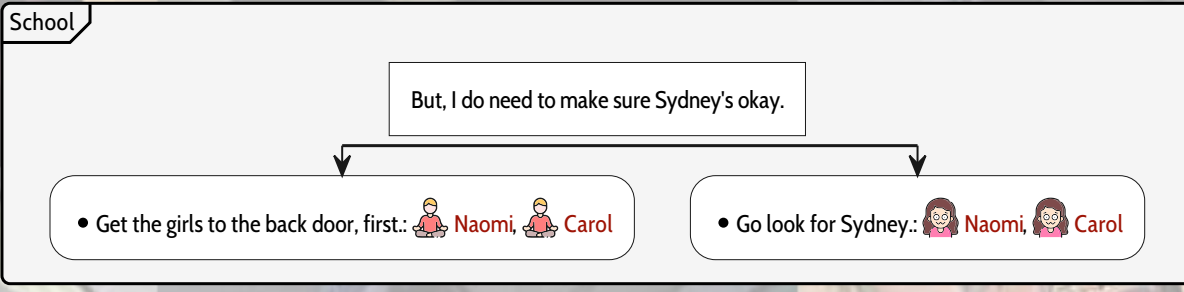 School
But, I do need to make sure Sydney's okay.
• Get the girls to the back door, first.: Naomi, Carol
• Go look for Sydney.: Naomi, Carol